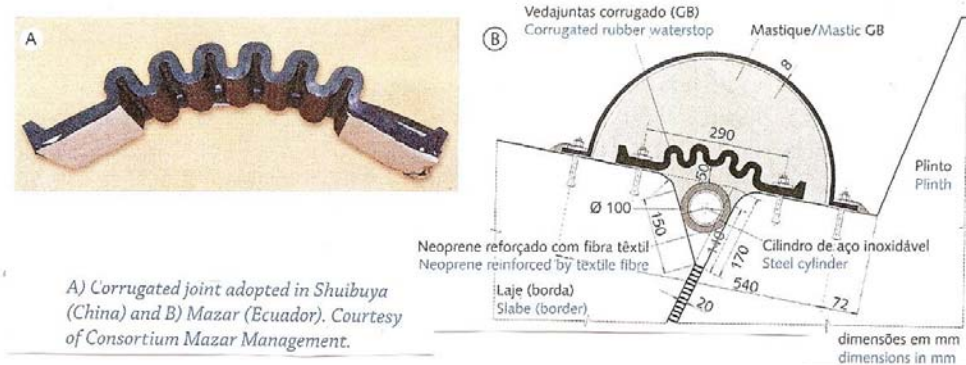 A
A) Corrugated joint adopted in Shuibuya
(China) and B) Mazar (Ecuador). Courtesy
of Consortium Mazar Management.
B
Vedajuntas corrugado (GB)
Corrugated rubber waterstop
Mastique/Mastic GB
8
290
50
Ø 100
150
110
170
540
20
72
Plinto
Plinth
Neoprene reforçado com fibra têxtil
Neoprene reinforced by textile fibre
Cilindro de aço inoxidável
Steel cylinder
Laje (borda)
Slabe (border)
dimensões em mm
dimensions in mm